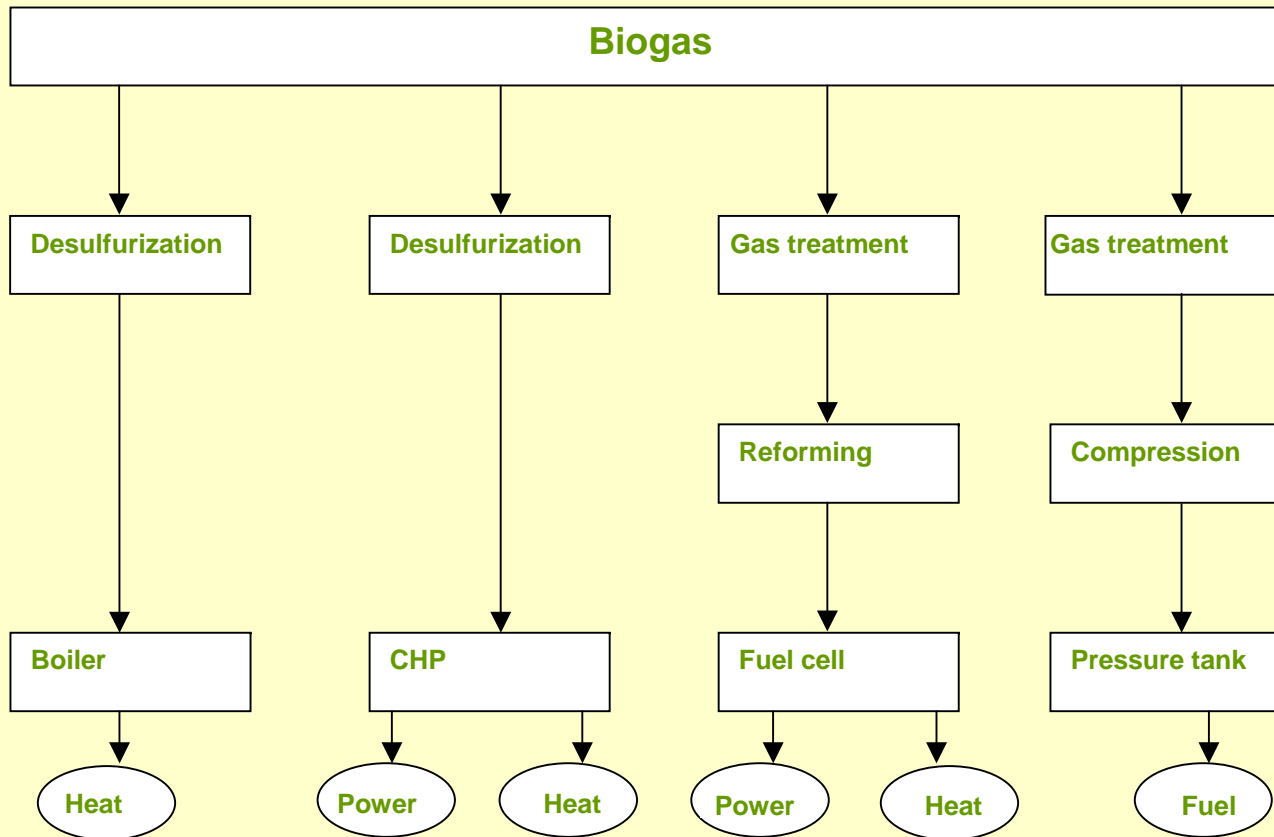 Biogas
Desulfurization
Desulfurization
Gas treatment
Gas treatment
Reforming
Compression
Boiler
CHP
Fuel cell
Pressure tank
Heat
Power
Heat
Power
Heat
Fuel